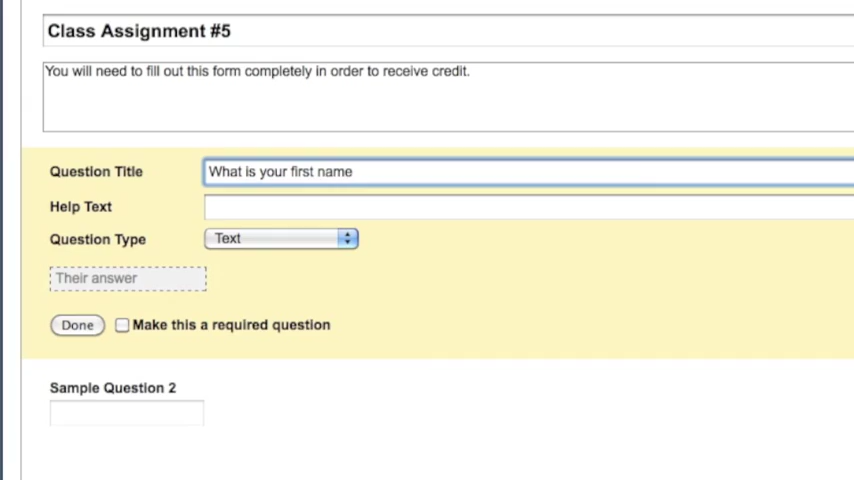 Class Assignment #5
You will need to fill out this form completely in order to receive credit.
Question Title What is your first name
Help Text
Question Type Text
Their answer
Done Make this a required question
Sample Question 2